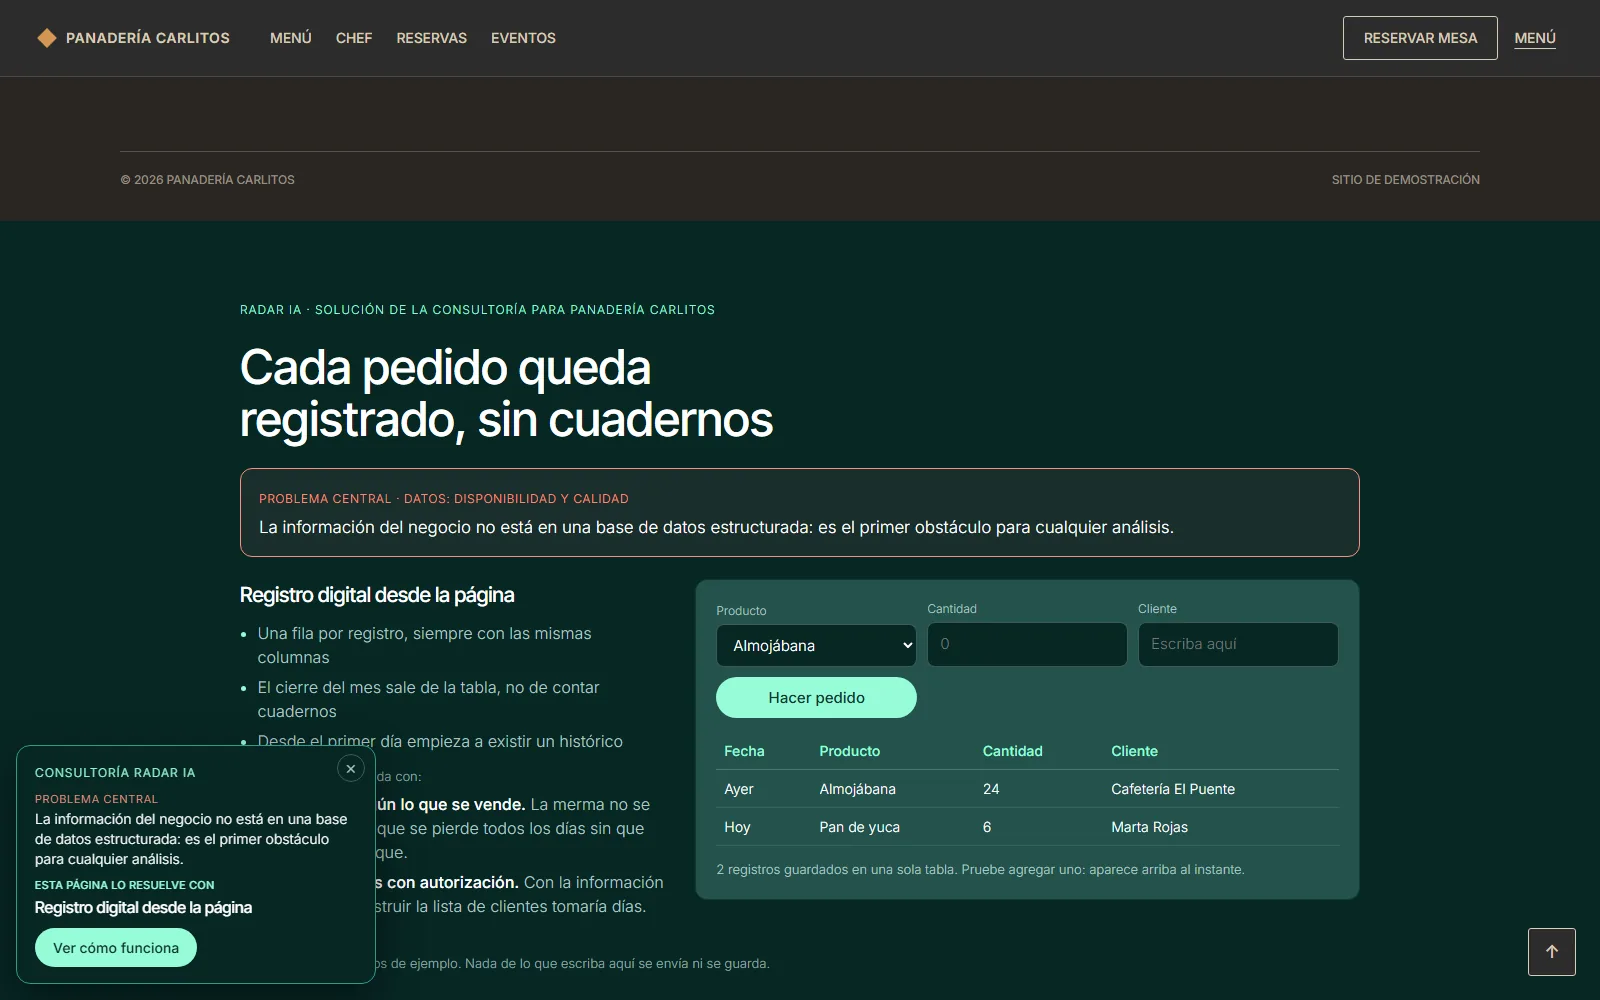 PANADERÍA CARLITOS
MENÚ
CHEF
RESERVAS
EVENTOS
RESERVAR MESA
MENÚ
© 2026 PANADERÍA CARLITOS
SITIO DE DEMOSTRACIÓN
RADAR IA · SOLUCIÓN DE LA CONSULTORÍA PARA PANADERÍA CARLITOS
Cada pedido queda
registrado, sin cuadernos
PROBLEMA CENTRAL · DATOS: DISPONIBILIDAD Y CALIDAD
La información del negocio no está en una base de datos estructurada: es el primer obstáculo para cualquier análisis.
Registro digital desde la página
Una fila por registro, siempre con las mismas
columnas
El cierre del mes sale de la tabla, no de contar
cuadernos
Desde el primer día empieza a existir un histórico
da con:
ún lo que se vende. La merma no se
que se pierde todos los días sin que
que.
s con autorización. Con la información
struir la lista de clientes tomaría días.
os de ejemplo. Nada de lo que escriba aquí se envía ni se guarda.
Producto
Cantidad
Cliente
Almojábana
0
Escriba aquí
Hacer pedido
Fecha Producto Cantidad Cliente
Ayer Almojábana 24 Cafetería El Puente
Hoy Pan de yuca 6 Marta Rojas
2 registros guardados en una sola tabla. Pruebe agregar uno: aparece arriba al instante.
CONSULTORÍA RADAR IA
PROBLEMA CENTRAL
La información del negocio no está en una base
de datos estructurada: es el primer obstáculo
para cualquier análisis.
ESTA PÁGINA LO RESUELVE CON
Registro digital desde la página
Ver cómo funciona